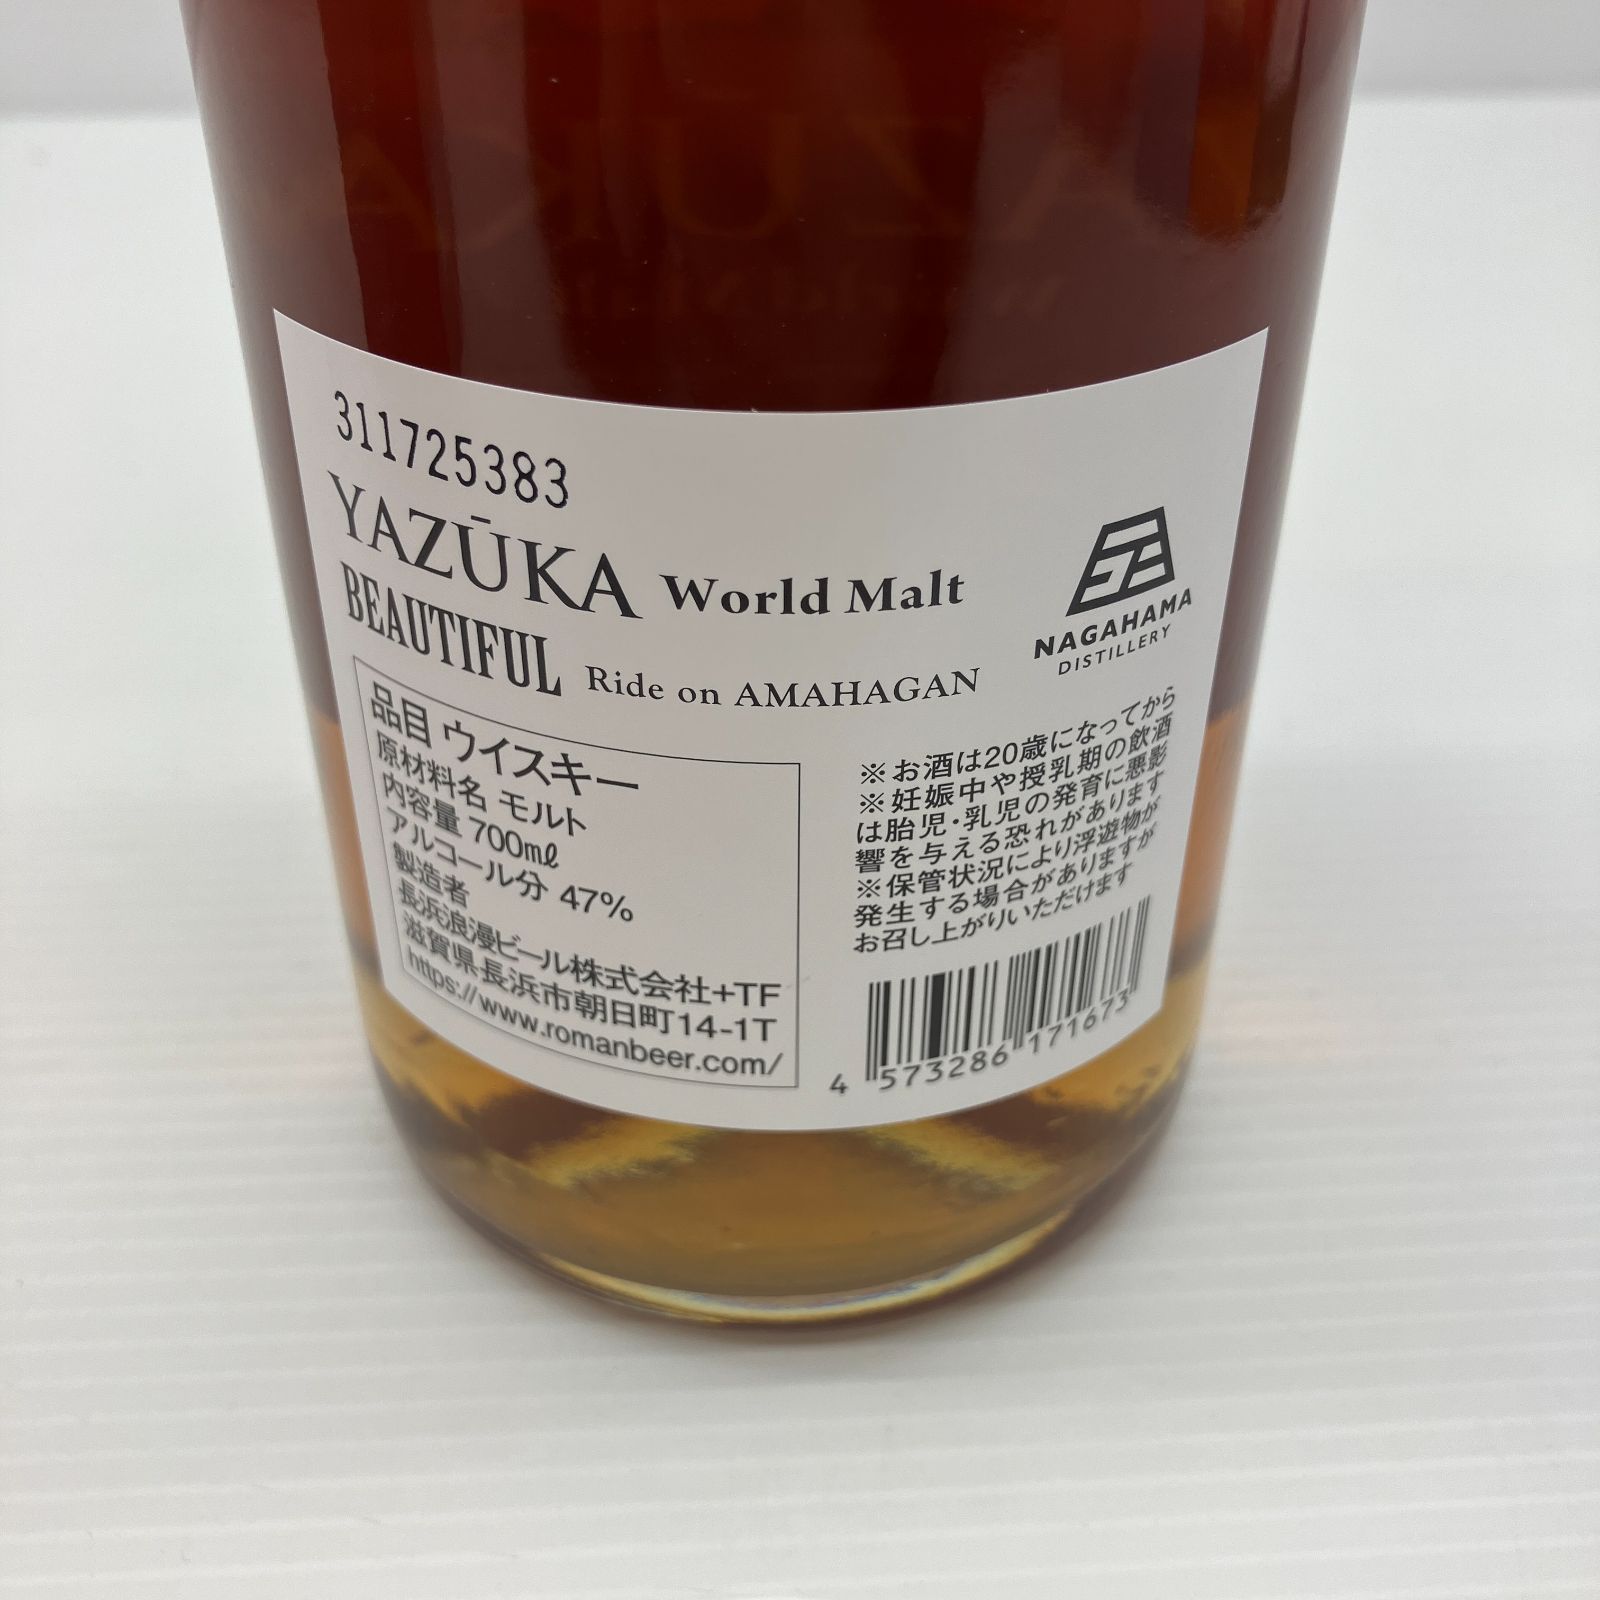 311725383
YAZŪKA World Malt
BEAUTIFUL Ride on AMAHAGAN
NAGAHAMA
DISTILLERY
品目 ウイスキー
原材料名 モルト
内容量 700㎖
アルコール分 47%
製造者
長浜浪漫ビール株式会社+TF
滋賀県長浜市朝日町14-1T
https://www.romanbeer.com/
※お酒は20歳になってから
※妊娠中や授乳期の飲酒
は胎児・乳児の発育に悪影
響を与える恐れがあります
※保管状況により浮遊物が
発生する場合がありますが
お召し上がりいただけます
4 573286 171673